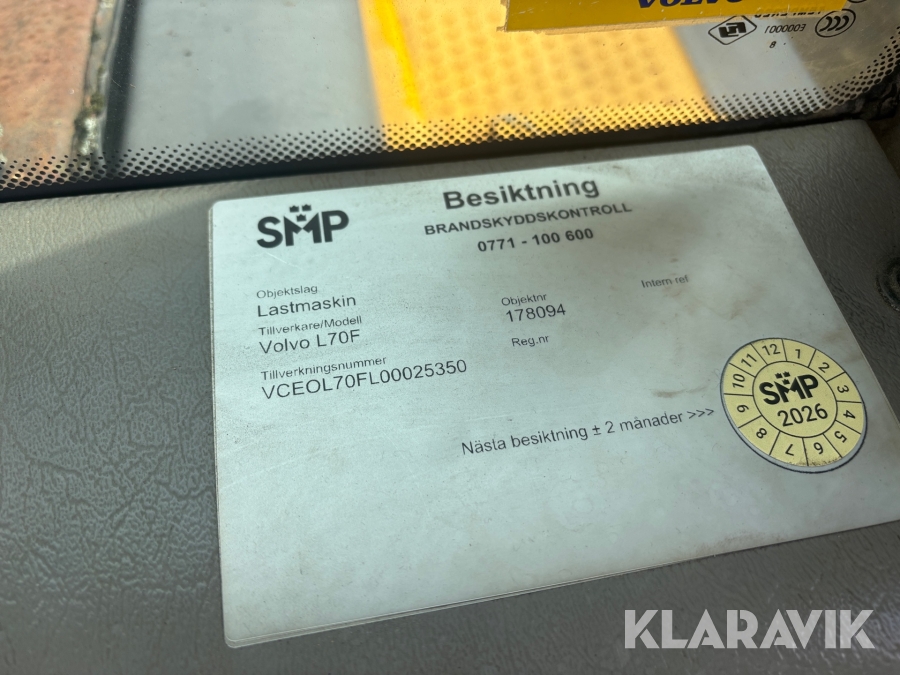 VOLVO
E000001
SMP
Besiktning
BRANDSKYDDSKONTROLL
0771 - 100 600
Objektslag
Lastmaskin
Tillverkare/Modell
Volvo L70F
Tillverkningsnummer
VCEOL70FL00025350
Objektnr
178094
Reg.nr
Intern ref
Nästa besiktning ± 2 månader >>>
1 2 3 4 5 6 7 8 9 10 11 12
SMP
2026
KLARAVIK